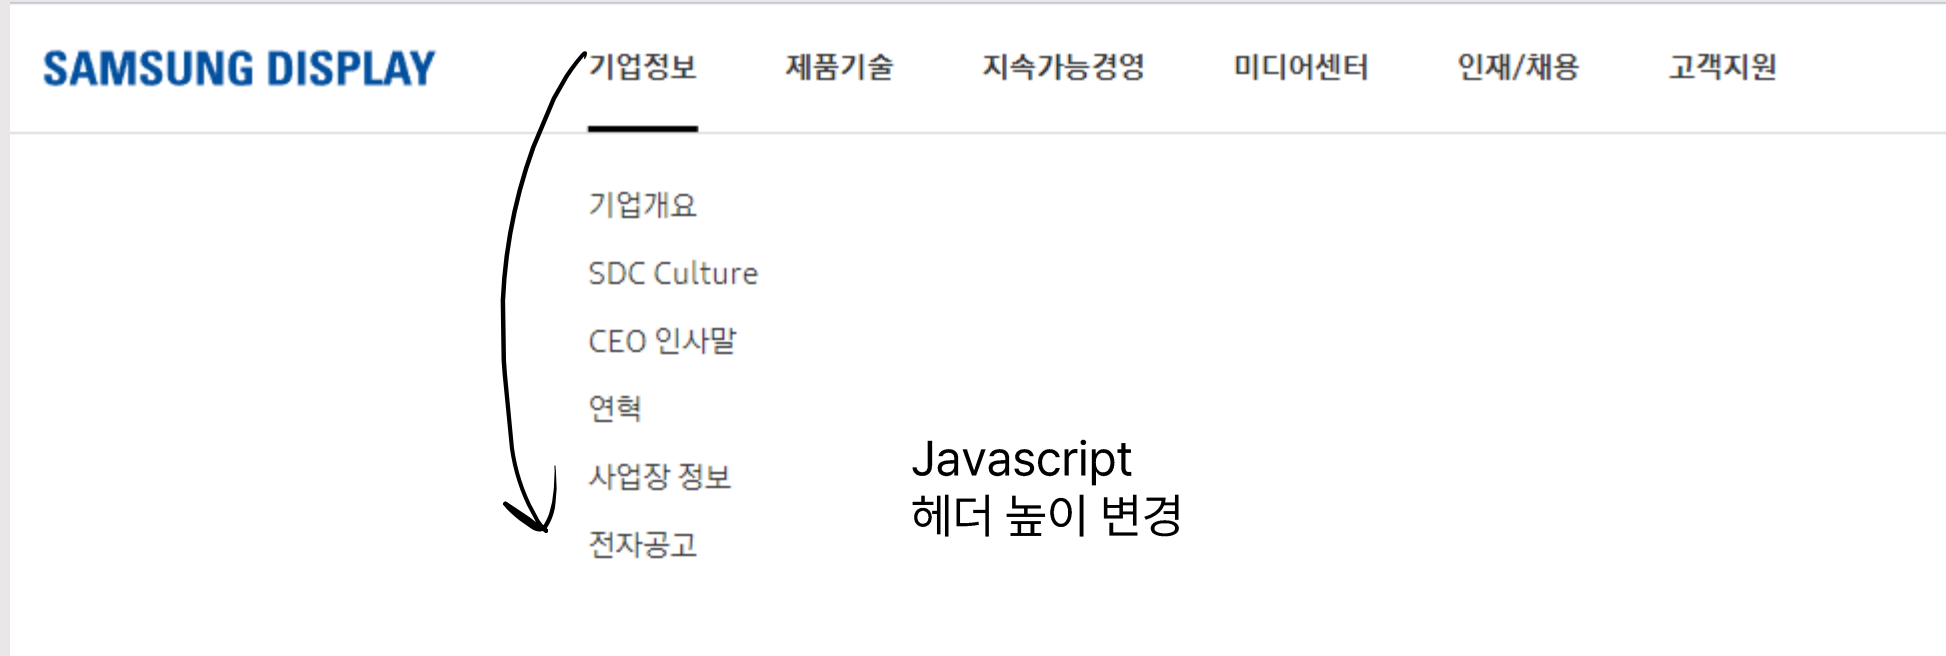 SAMSUNG DISPLAY 기업정보 제품기술 지속가능경영 미디어센터 인재/채용 고객지원
기업개요
SDC Culture
CEO 인사말
연혁
사업장 정보
전자공고
Javascript
헤더 높이 변경